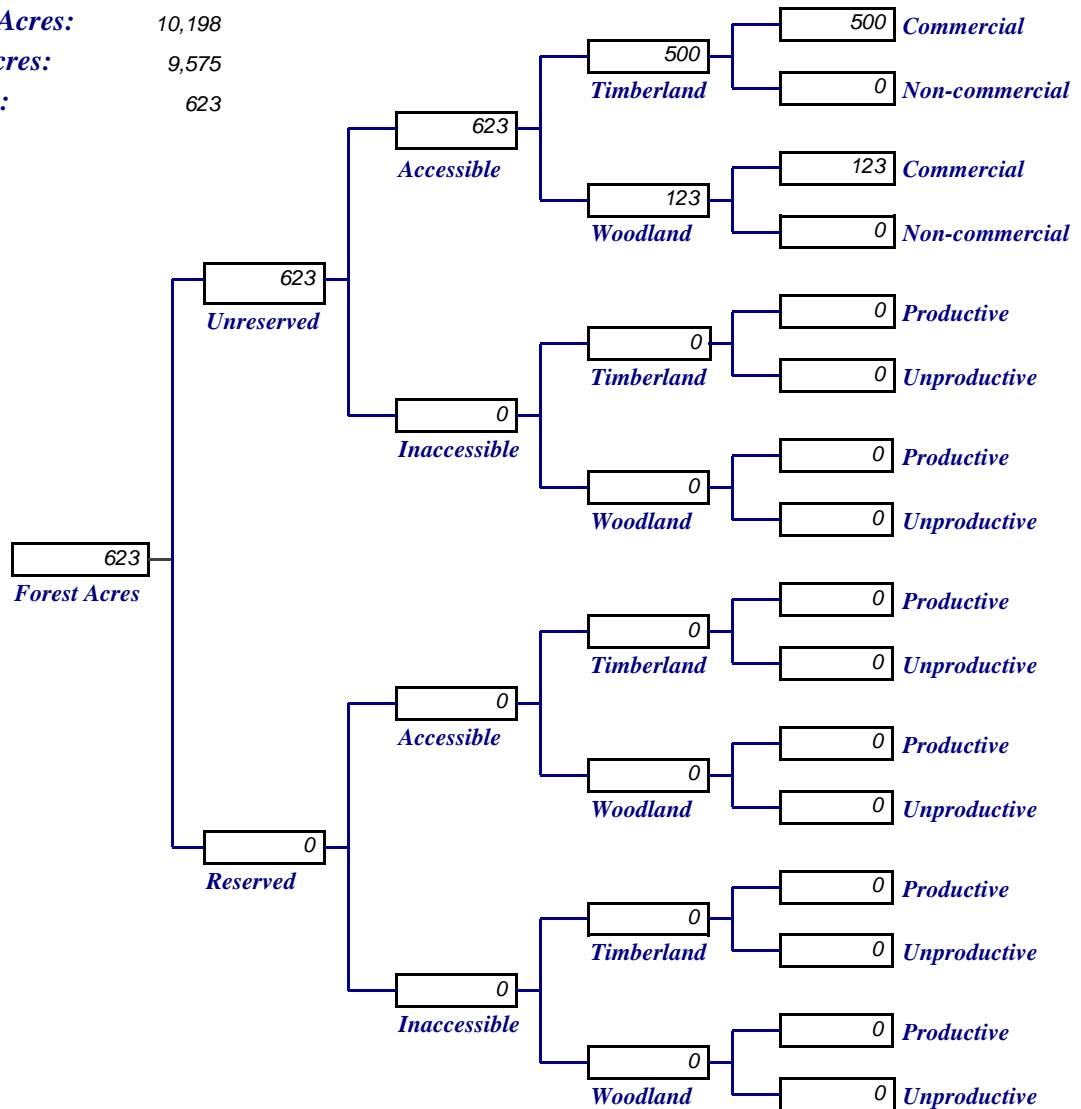 Acres: 10,198
cres: 9,575
: 623
500 Commercial
500
Timberland
0 Non-commercial
623
Accessible
123 Commercial
123
Woodland
0 Non-commercial
623
Unreserved
0 Productive
0
Timberland
0 Unproductive
0
Inaccessible
0 Productive
0
Woodland
0 Unproductive
623
Forest Acres
0 Productive
0
Timberland
0 Unproductive
0
Accessible
0 Productive
0
Woodland
0 Unproductive
0
Reserved
0 Productive
0
Timberland
0 Unproductive
0
Inaccessible
0 Productive
0
Woodland
0 Unproductive